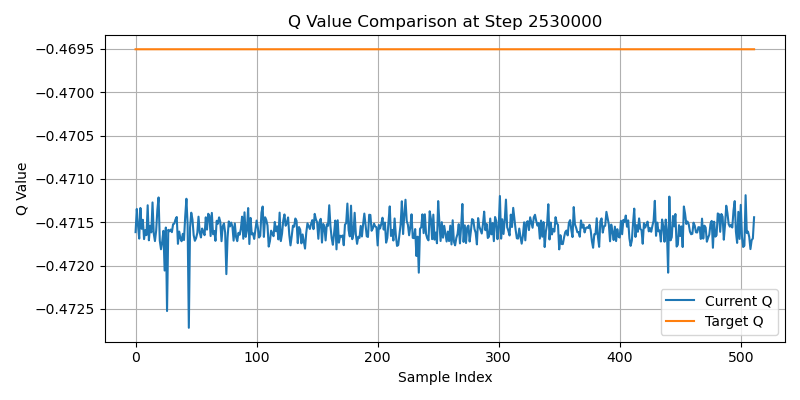 Q Value Comparison at Step 2530000
−0.4695
−0.4700
−0.4705
−0.4710
−0.4715
−0.4720
−0.4725
Q Value
0 100 200 300 400 500
Sample Index
Current Q
Target Q